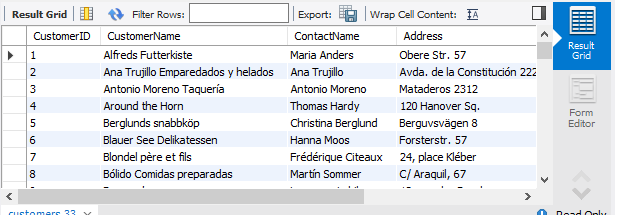 Result Grid Filter Rows: Export: Wrap Cell Content:
CustomerID CustomerName ContactName Address
1 Alfreds Futterkiste Maria Anders Obere Str. 57
2 Ana Trujillo Emparedados y helados Ana Trujillo Avda. de la Constitución 222
3 Antonio Moreno Taquería Antonio Moreno Mataderos 2312
4 Around the Horn Thomas Hardy 120 Hanover Sq.
5 Berglunds snabbköp Christina Berglund Berguvsvägen 8
6 Blauer See Delikatessen Hanna Moos Forsterstr. 57
7 Blondel père et fils Frédérique Citeaux 24, place Kléber
8 Bólido Comidas preparadas Martín Sommer C/ Araquil, 67
Result
Grid
Form
Editor
customers 33
Read Only